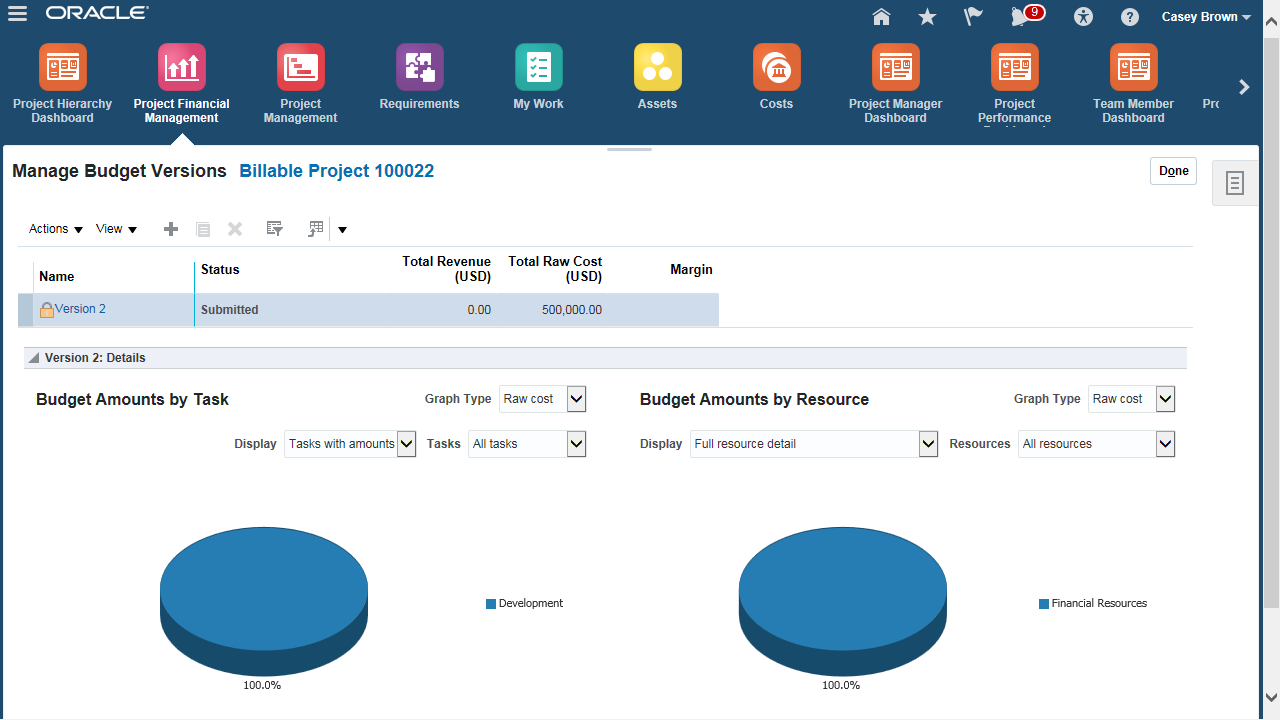 ORACLE
9
Casey Brown
Project Hierarchy Dashboard
Project Financial Management
Project Management
Requirements
My Work
Assets
Costs
Project Manager Dashboard
Project Performance
Team Member Dashboard
Manage Budget Versions Billable Project 100022
Done
Actions View
Name Status Total Revenue (USD) Total Raw Cost (USD) Margin
Version 2 Submitted 0.00 500,000.00
Version 2: Details
Budget Amounts by Task Graph Type Raw cost
Display Tasks with amounts Tasks All tasks
Development
100.0%
Budget Amounts by Resource Graph Type Raw cost
Display Full resource detail Resources All resources
Financial Resources
100.0%